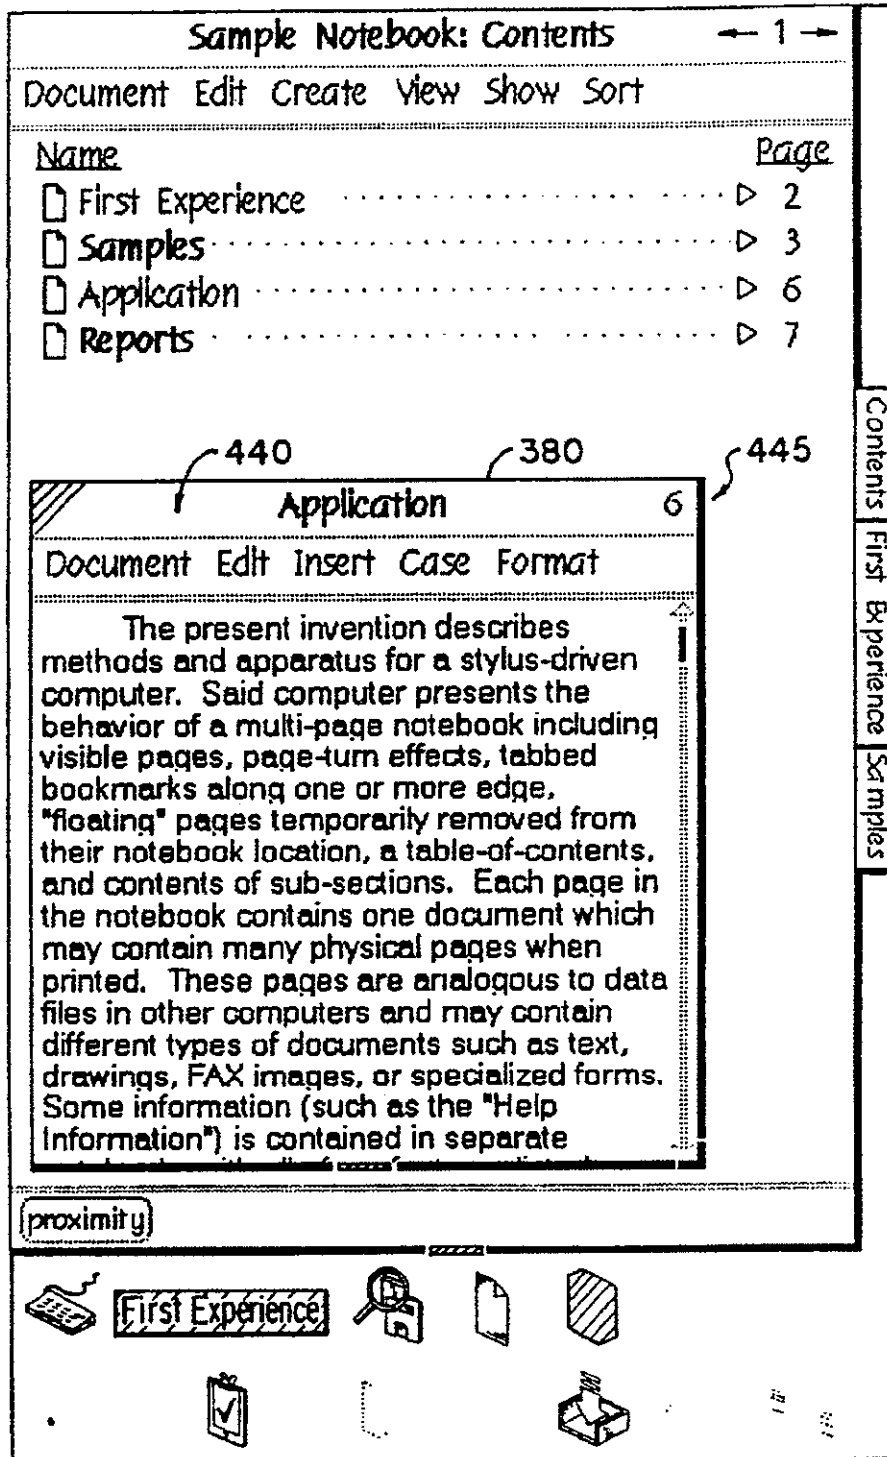 Sample Notebook: Contents ← 1 →
Document Edit Create View Show Sort
Name Page
First Experience 2
Samples 3
Application 6
Reports 7
440 380 445
Application 6
Document Edit Insert Case Format
The present invention describes
methods and apparatus for a stylus-driven
computer. Said computer presents the
behavior of a multi-page notebook including
visible pages, page-turn effects, tabbed
bookmarks along one or more edge,
"floating" pages temporarily removed from
their notebook location, a table-of-contents,
and contents of sub-sections. Each page in
the notebook contains one document which
may contain many physical pages when
printed. These pages are analogous to data
files in other computers and may contain
different types of documents such as text,
drawings, FAX images, or specialized forms.
Some information (such as the "Help
Information") is contained in separate
proximity
First Experience
Contents
First Experience
Samples